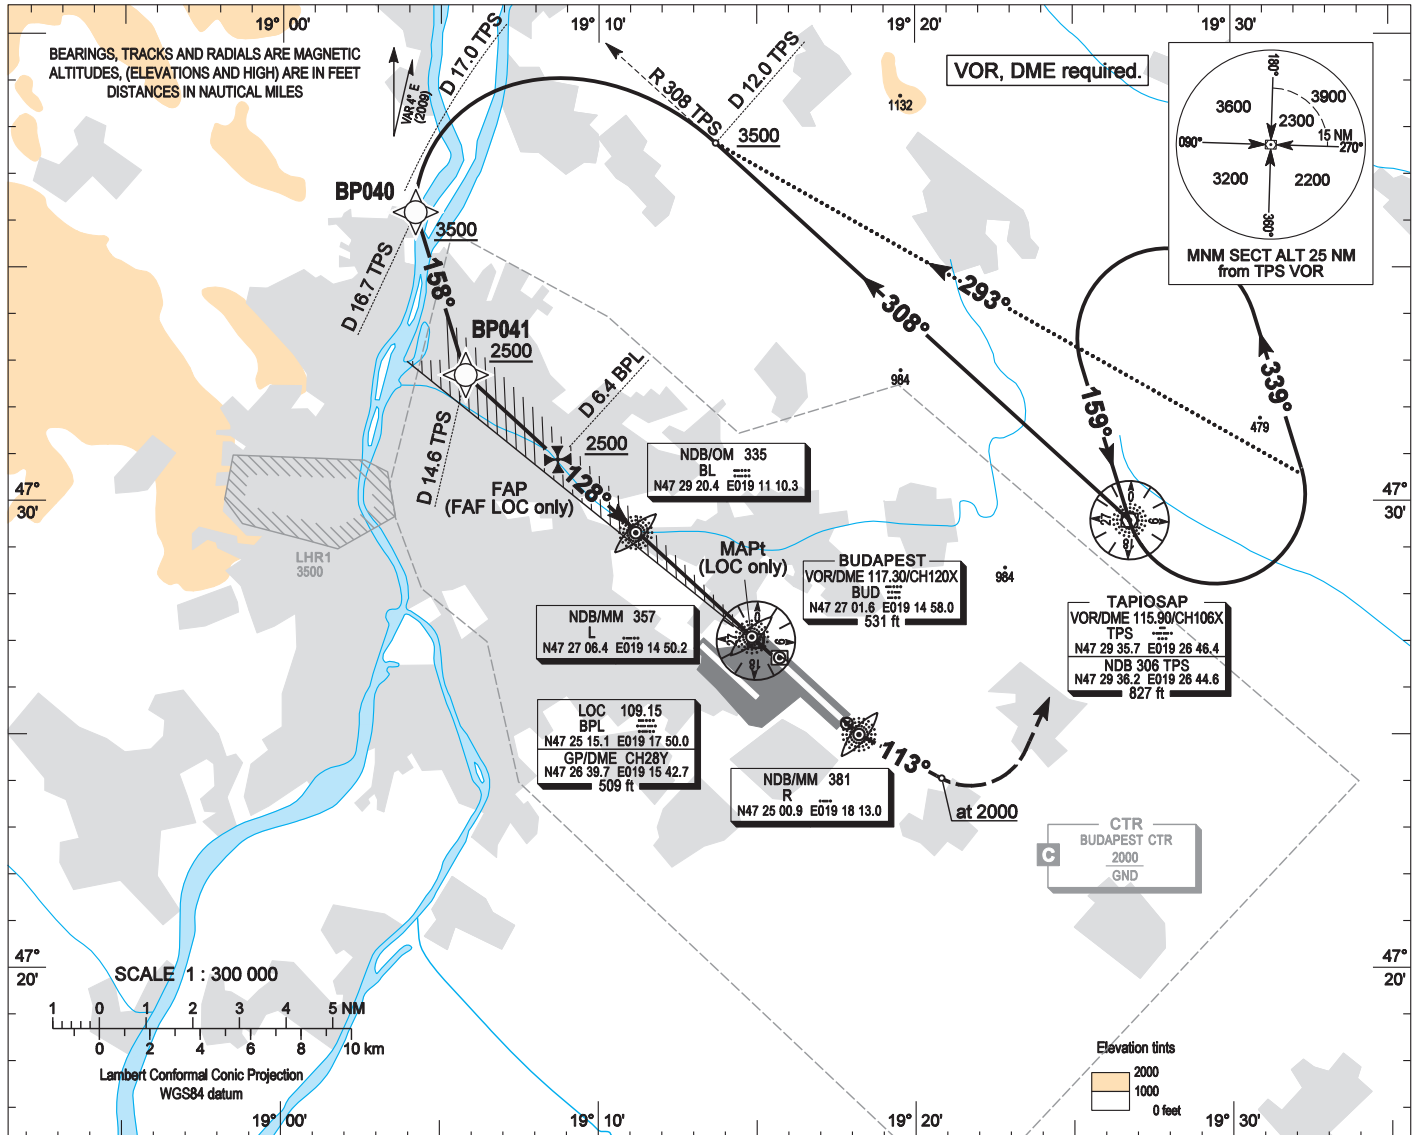 19° 00'
19° 10'
19° 20'
19° 30'
BEARINGS, TRACKS AND RADIALS ARE MAGNETIC
ALTITUDES, (ELEVATIONS AND HIGH) ARE IN FEET
DISTANCES IN NAUTICAL MILES
VAR 4° E
(2009)
D 17.0 TPS
R 308 TPS
D 12.0 TPS
3500
VOR, DME required.
1132
180°
3600
3900
2300
15 NM
090°
270°
3200
2200
360°
MNM SECT ALT 25 NM
from TPS VOR
BP040
3500
D 16.7 TPS
158°
BP041
2500
D 14.6 TPS
D 6.4 BPL
2500
FAP
(FAF LOC only)
128°
293°
308°
339°
159°
984
479
47°
30'
47°
30'
LHR1
3500
NDB/OM 335
BL
N47 29 20.4 E019 11 10.3
MAPt
(LOC only)
BUDAPEST
VOR/DME 117.30/CH120X
BUD
N47 27 01.6 E019 14 58.0
531 ft
984
0
9
18
27
NDB/MM 357
L
N47 27 06.4 E019 14 50.2
0
9
18
27
C
TAPIOSAP
VOR/DME 115.90/CH106X
TPS
N47 29 35.7 E019 26 46.4
NDB 306 TPS
N47 29 36.2 E019 26 44.6
827 ft
LOC 109.15
BPL
N47 25 15.1 E019 17 50.0
GP/DME CH28Y
N47 26 39.7 E019 15 42.7
509 ft
113°
at 2000
NDB/MM 381
R
N47 25 00.9 E019 18 13.0
C
CTR
BUDAPEST CTR
2000
GND
47°
20'
47°
20'
SCALE 1 : 300 000
1 0 1 2 3 4 5 NM
0 2 4 6 8 10 km
Lambert Conformal Conic Projection
WGS84 datum
Elevation tints
2000
1000
0 feet
19° 00'
19° 10'
19° 20'
19° 30'